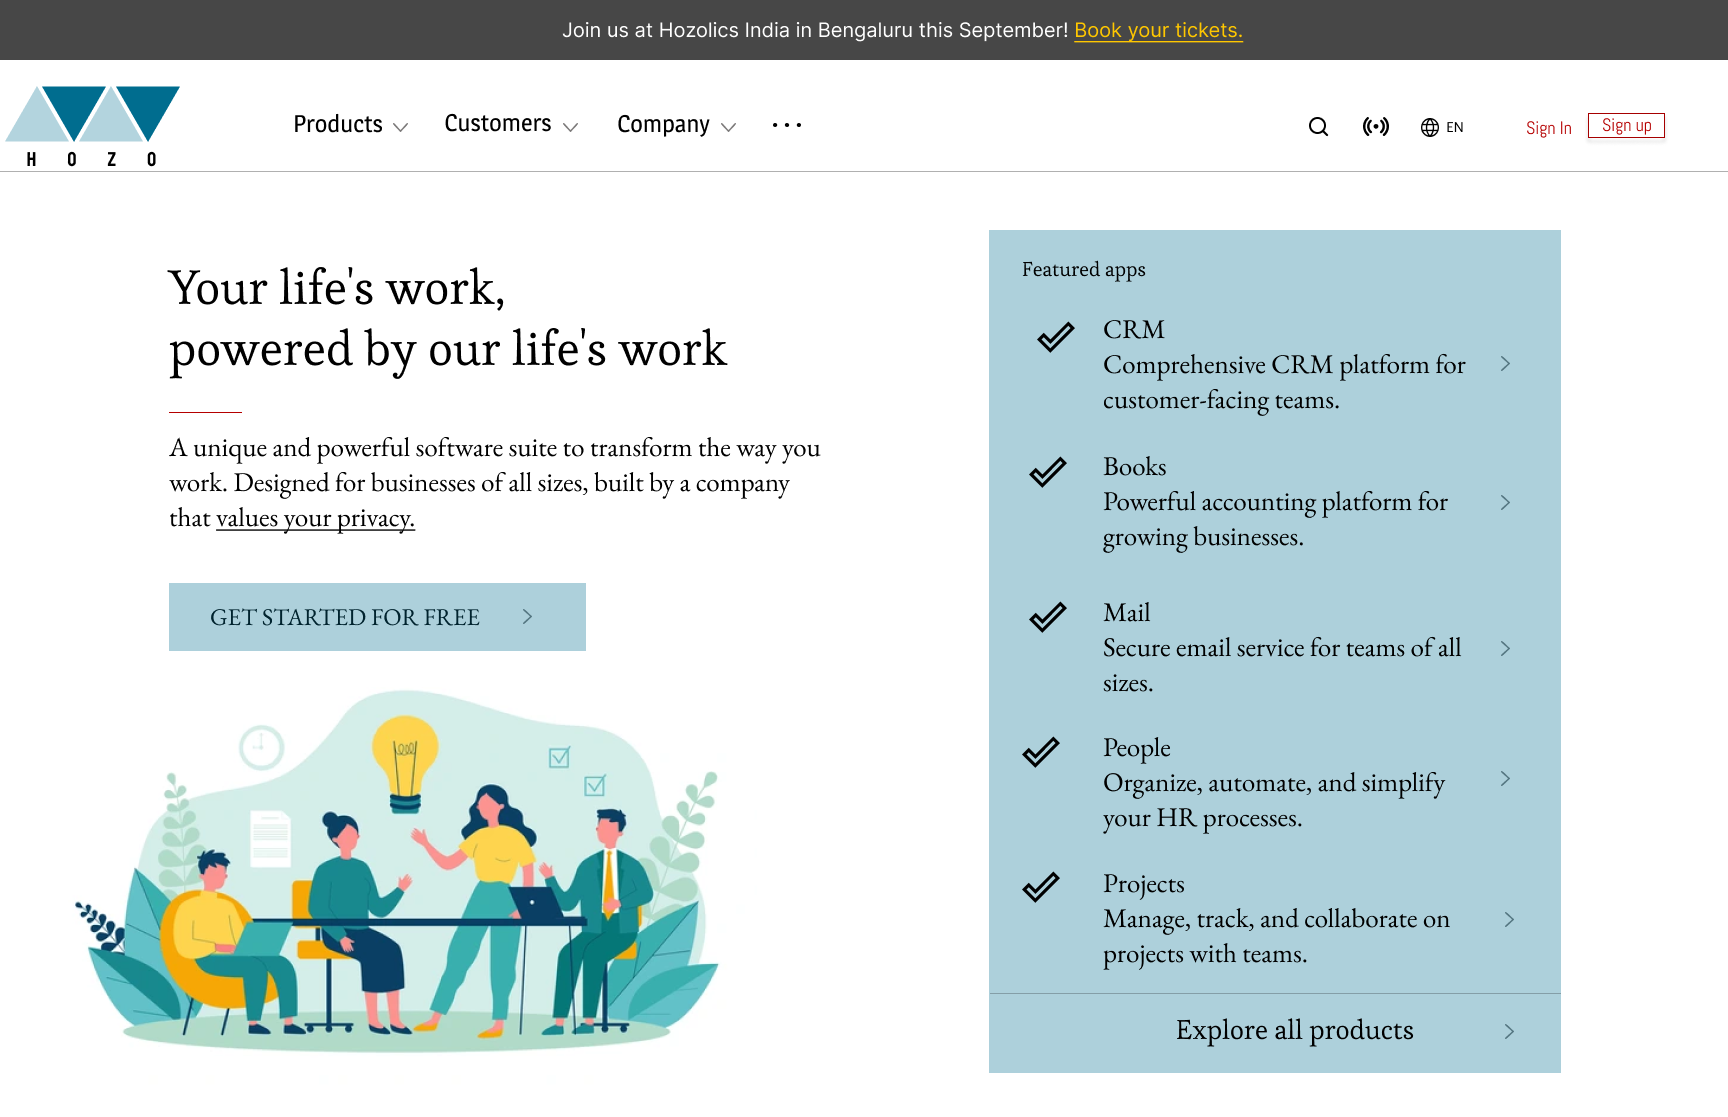 Join us at Hozolics India in Bengaluru this September! Book your tickets.
HOZO
Products
Customers
Company
EN
Sign In
Sign up
Your life's work,
powered by our life's work
A unique and powerful software suite to transform the way you
work. Designed for businesses of all sizes, built by a company
that values your privacy.
GET STARTED FOR FREE
Featured apps
CRM
Comprehensive CRM platform for
customer-facing teams.
Books
Powerful accounting platform for
growing businesses.
Mail
Secure email service for teams of all
sizes.
People
Organize, automate, and simplify
your HR processes.
Projects
Manage, track, and collaborate on
projects with teams.
Explore all products